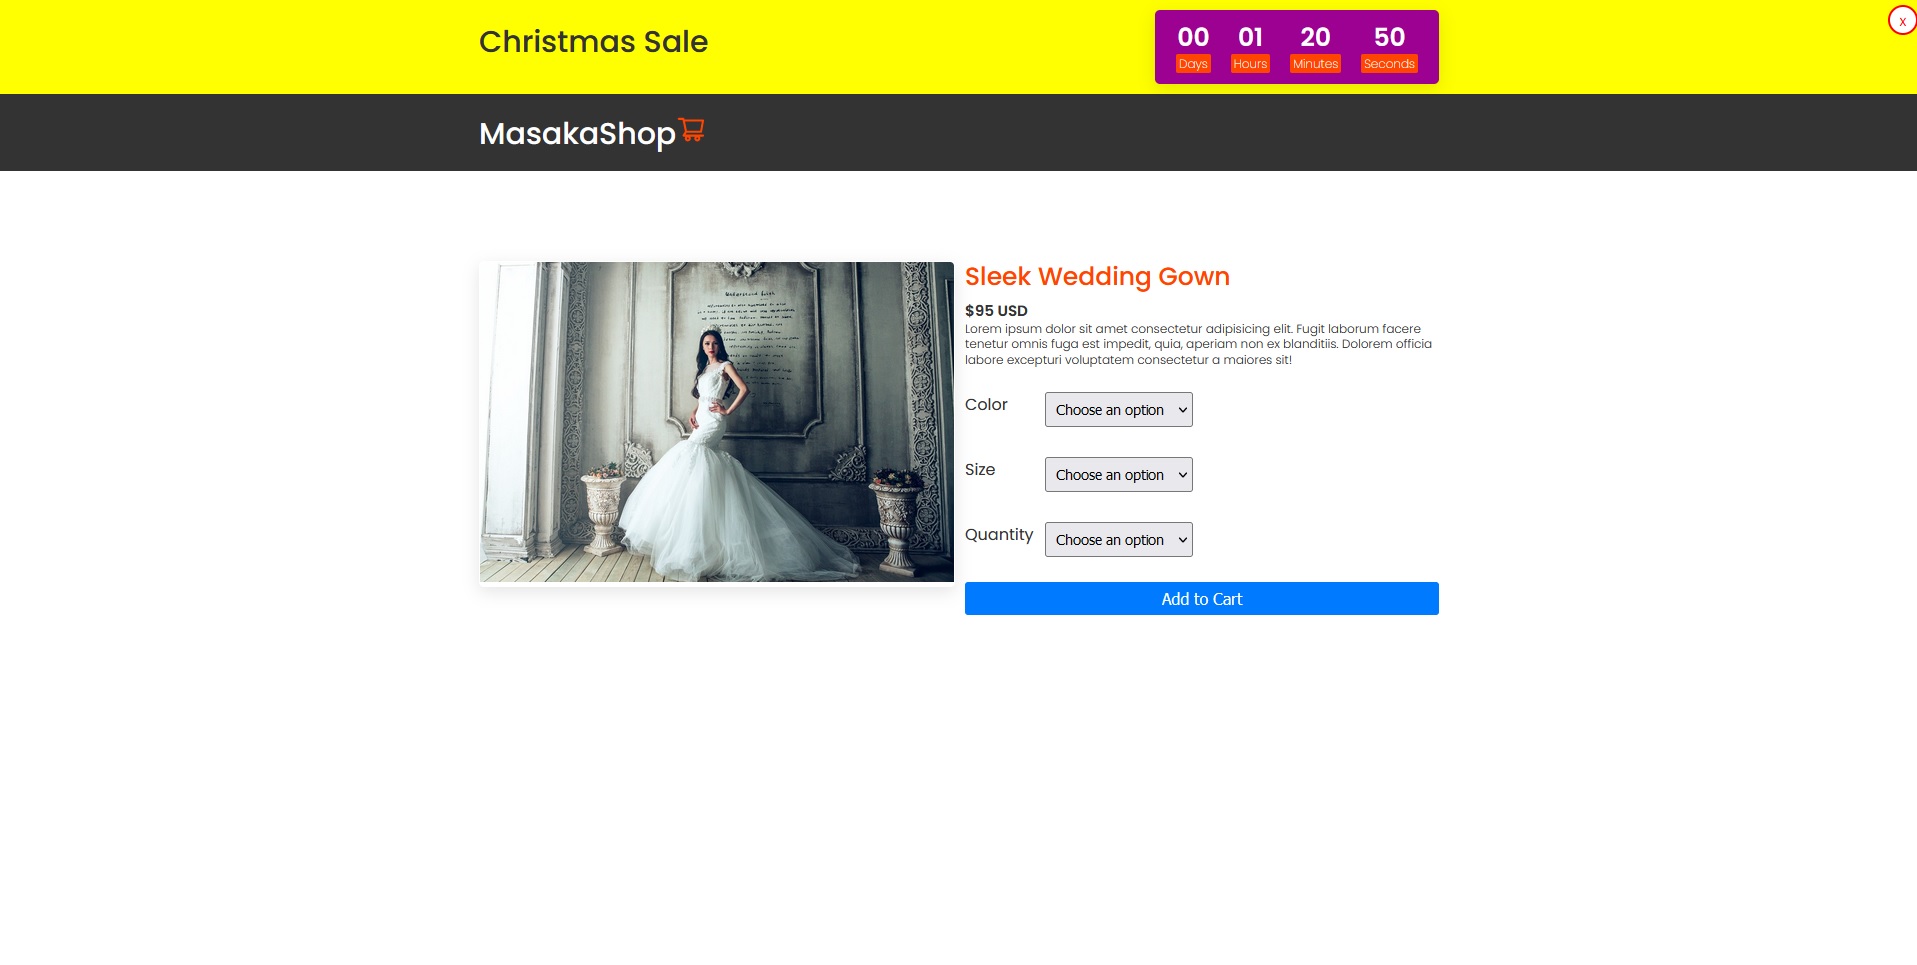 Christmas Sale
00 01 20 50
Days Hours Minutes Seconds
x
MasakaShop
Sleek Wedding Gown
$95 USD
Lorem ipsum dolor sit amet consectetur adipisicing elit. Fugit laborum facere
tenetur omnis fuga est impedit, quia, aperiam non ex blanditiis. Dolorem officia
labore excepturi voluptatem consectetur a maiores sit!
Color Choose an option
Size Choose an option
Quantity Choose an option
Add to Cart